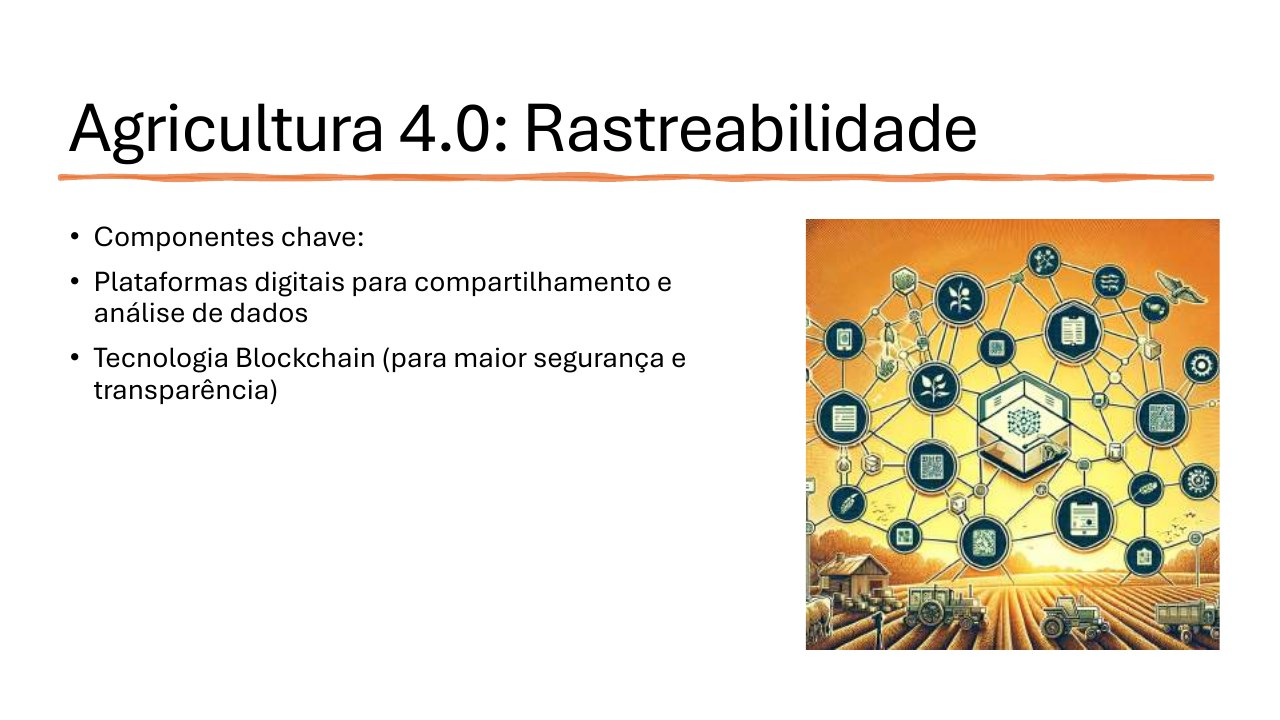 Agricultura 4.0: Rastreabilidade
• Componentes chave:
• Plataformas digitais para compartilhamento e
análise de dados
• Tecnologia Blockchain (para maior segurança e
transparência)